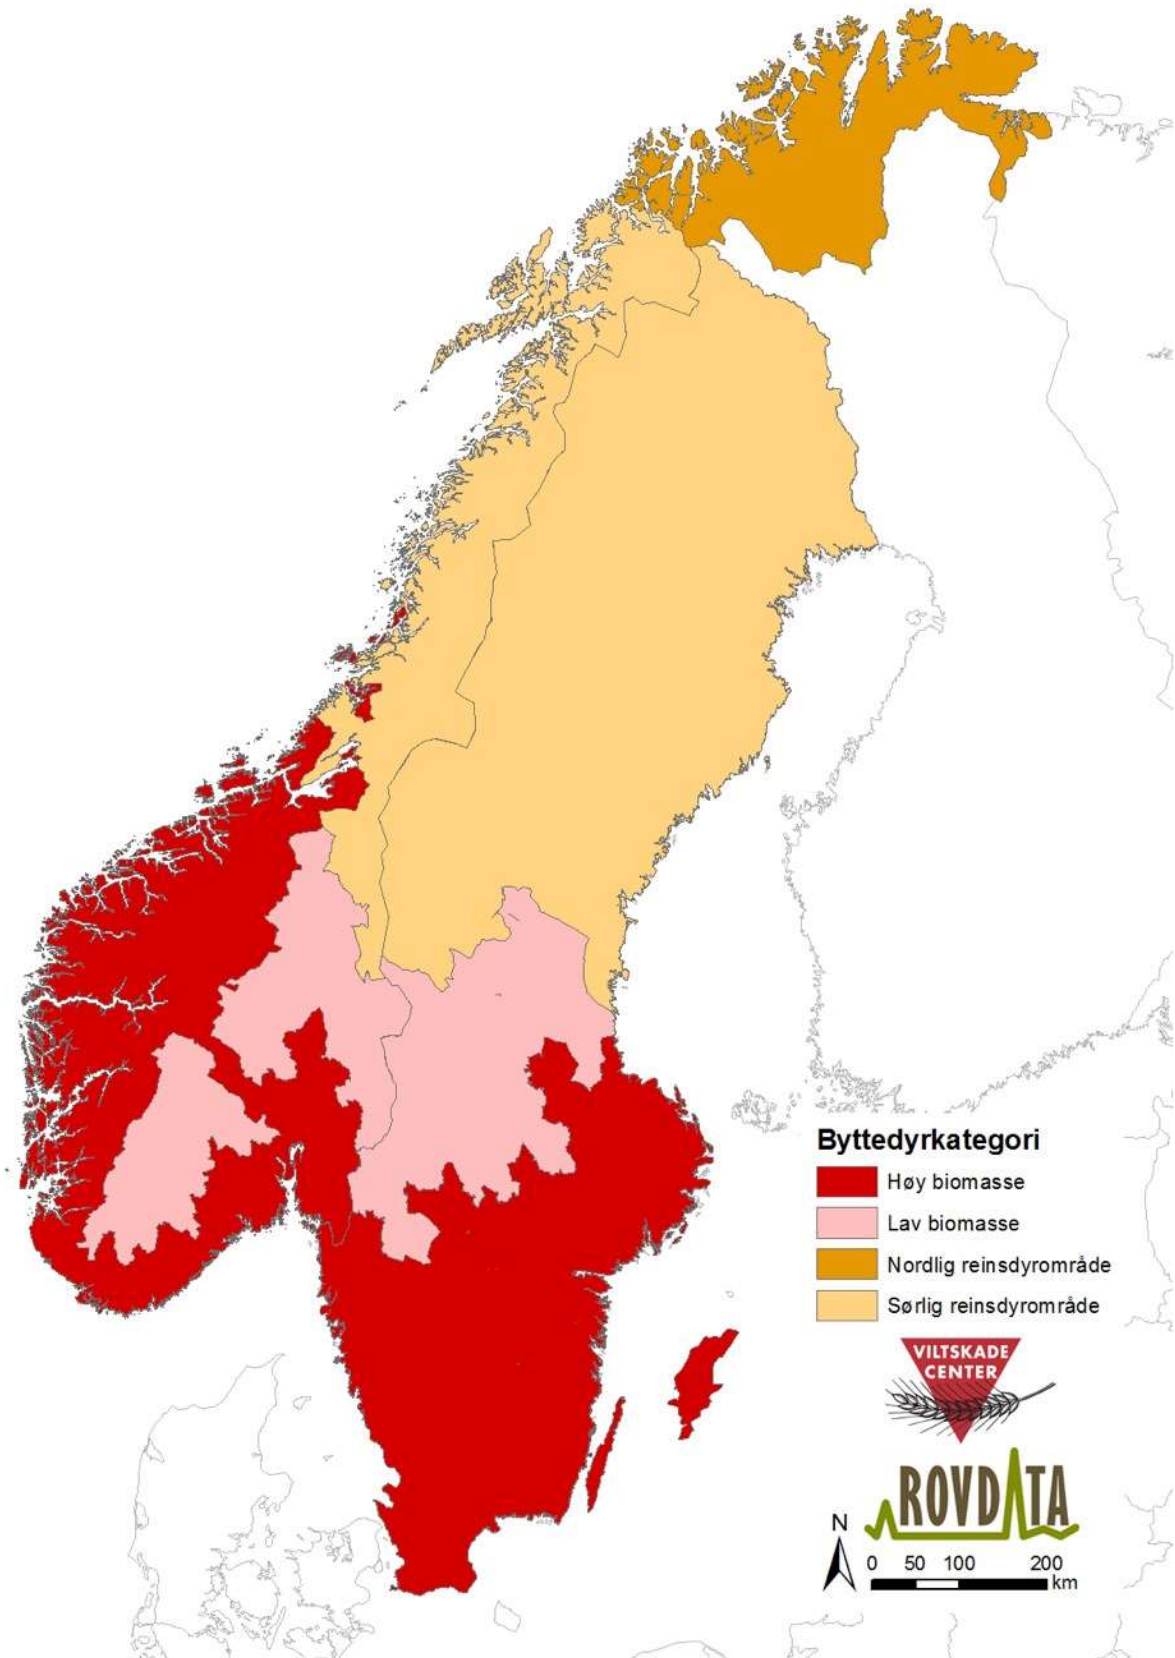 Byttedyrkategori
Høy biomasse
Lav biomasse
Nordlig reinsdyrområde
Sørlig reinsdyrområde
VILTSKADE
CENTER
ROVDATA
N
0 50 100 200
km